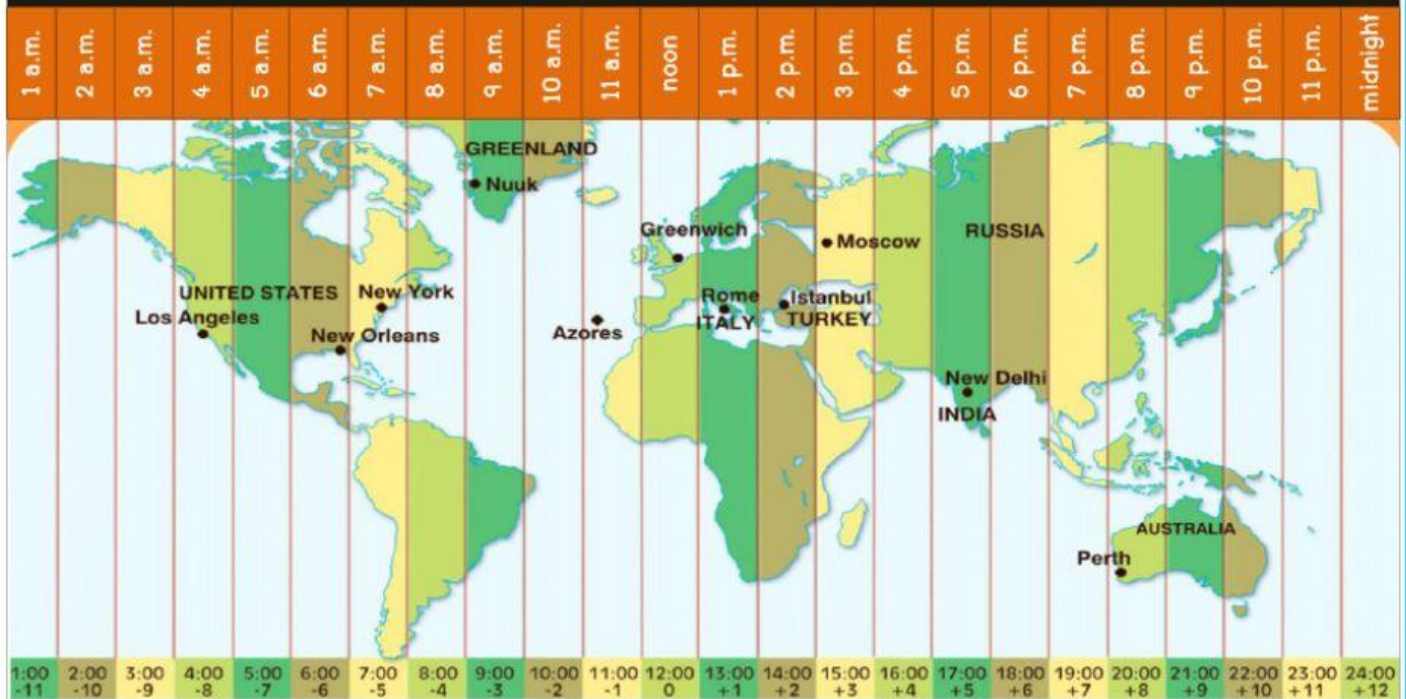 1 a.m. 2 a.m. 3 a.m. 4 a.m. 5 a.m. 6 a.m. 7 a.m. 8 a.m. 9 a.m. 10 a.m. 11 a.m. noon 1 p.m. 2 p.m. 3 p.m. 4 p.m. 5 p.m. 6 p.m. 7 p.m. 8 p.m. 9 p.m. 10 p.m. 11 p.m. midnight
GREENLAND
Nuuk
Greenwich
Moscow
RUSSIA
UNITED STATES
New York
Los Angeles
New Orleans
Azores
Rome
ITALY
Istanbul
TURKEY
New Delhi
INDIA
AUSTRALIA
Perth
1:00 2:00 3:00 4:00 5:00 6:00 7:00 8:00 9:00 10:00 11:00 12:00 13:00 14:00 15:00 16:00 17:00 18:00 19:00 20:00 21:00 22:00 23:00 24:00
-11 -10 -9 -8 -7 -6 -5 -4 -3 -2 -1 0 +1 +2 +3 +4 +5 +6 +7 +8 +9 +10 +11 +12